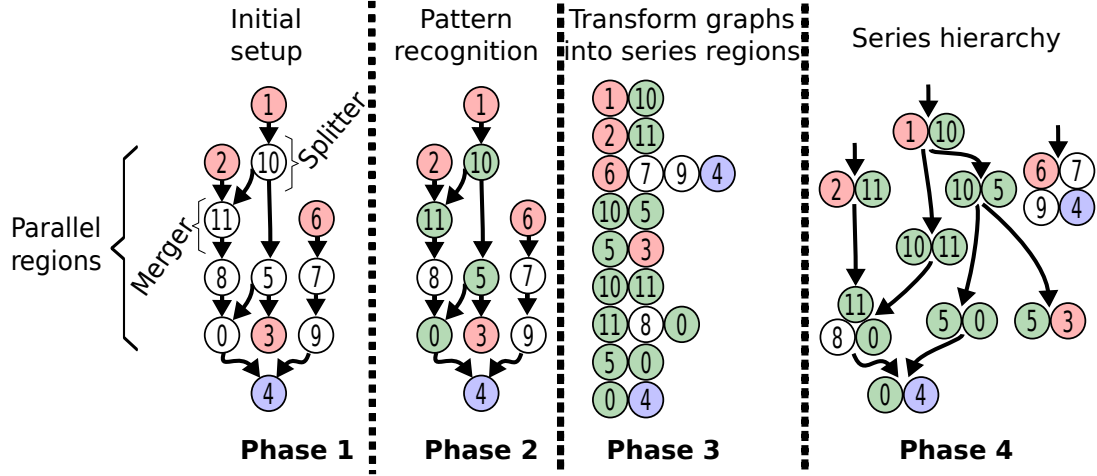 Initial
setup
1
2
10
Splitter
11
6
Parallel
regions
Merger
8
5
7
0
3
9
4
Phase 1
Pattern
recognition
1
2
10
11
6
8
5
7
0
3
9
4
Phase 2
Transform graphs
into series regions
1 10
2 11
6 7 9 4
10 5
5 3
10 11
11 8 0
5 0
0 4
Phase 3
Series hierarchy
1 10
2 11
10 5
6 7
9 4
10 11
11
8 0
5 0
5 3
0 4
Phase 4